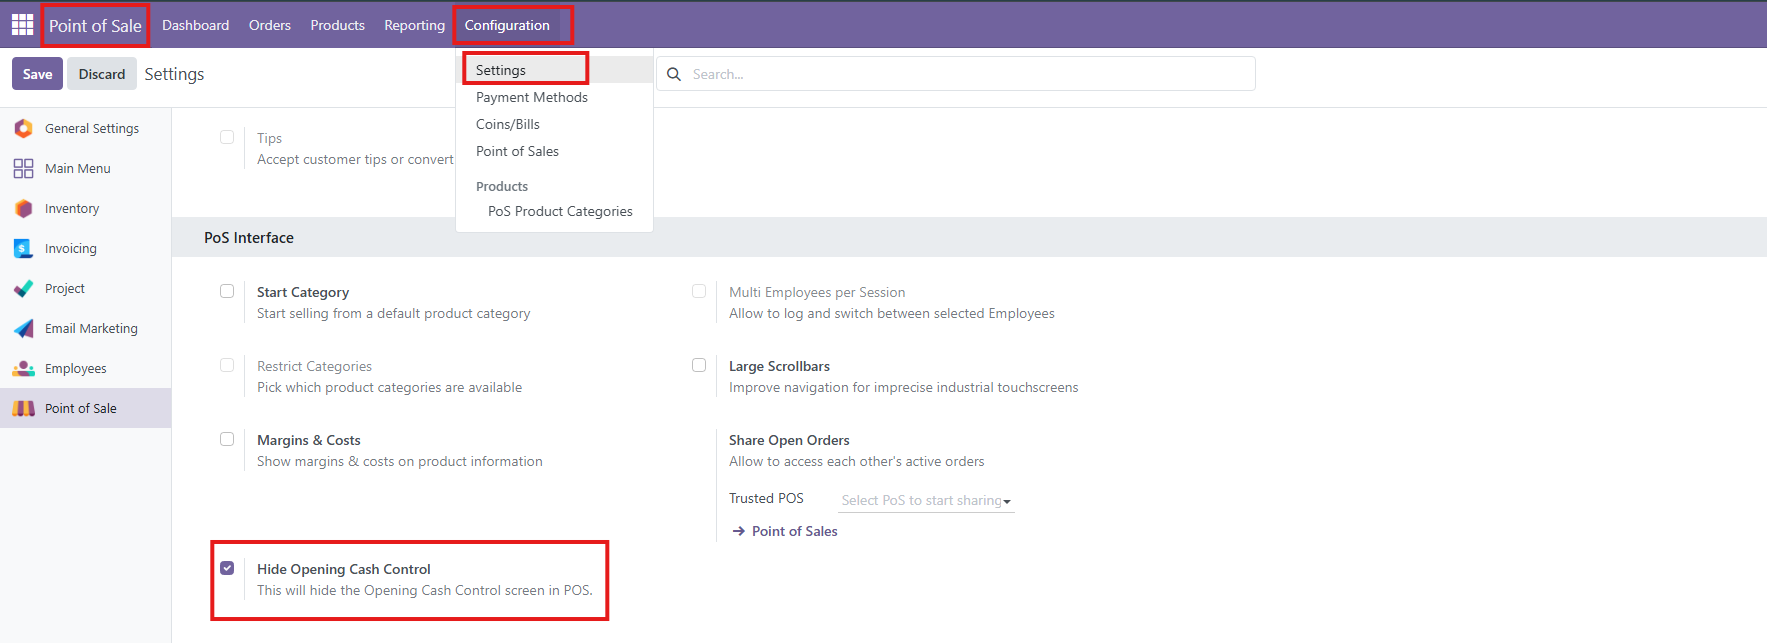 Point of Sale Dashboard Orders Products Reporting Configuration
Save Discard Settings
Search...
Settings
Payment Methods
Coins/Bills
Point of Sales
Products
PoS Product Categories
General Settings
Main Menu
Inventory
Invoicing
Project
Email Marketing
Employees
Point of Sale
Tips
Accept customer tips or convert
PoS Interface
Start Category
Start selling from a default product category
Multi Employees per Session
Allow to log and switch between selected Employees
Restrict Categories
Pick which product categories are available
Large Scrollbars
Improve navigation for imprecise industrial touchscreens
Margins & Costs
Show margins & costs on product information
Share Open Orders
Allow to access each other's active orders
Trusted POS Select PoS to start sharing
Point of Sales
Hide Opening Cash Control
This will hide the Opening Cash Control screen in POS.